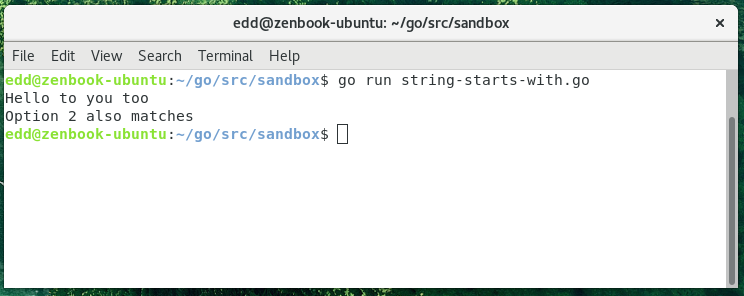 edd@zenbook-ubuntu: ~/go/src/sandbox
File Edit View Search Terminal Help
edd@zenbook-ubuntu:~/go/src/sandbox$ go run string-starts-with.go
Hello to you too
Option 2 also matches
edd@zenbook-ubuntu:~/go/src/sandbox$